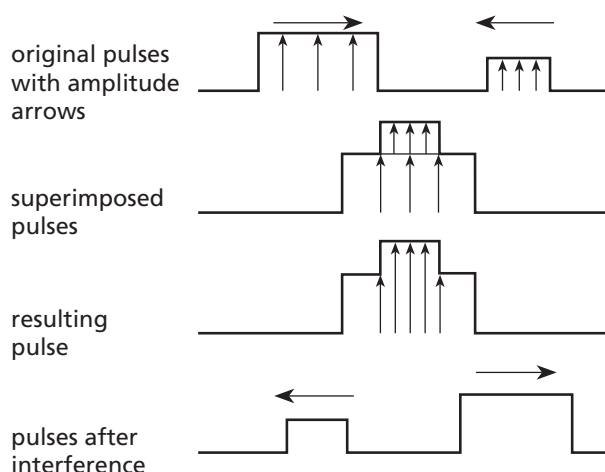 original pulses
with amplitude
arrows
superimposed
pulses
resulting
pulse
pulses after
interference